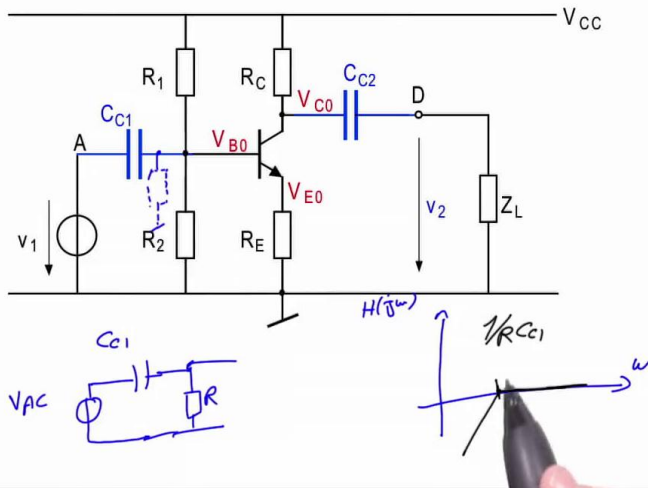 V_CC
R_1
R_C
C_C2
D
C_C1
V_C0
A
V_B0
V_E0
v_1
v_2
Z_L
R_2
R_E
H(jω)
1/RC_C1
C_C1
ω
V_AC
R